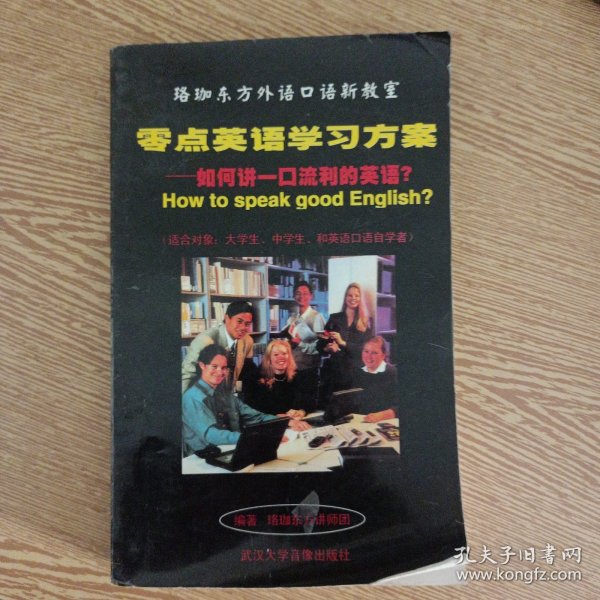 珞珈东方外语口语新教室
零点英语学习方案
——如何讲一口流利的英语?
How to speak good English?
(适合对象:大学生、中学生、和英语口语自学者)
编著 珞珈东方讲师团
武汉大学音像出版社
孔夫子旧书网
www.kongfz.com